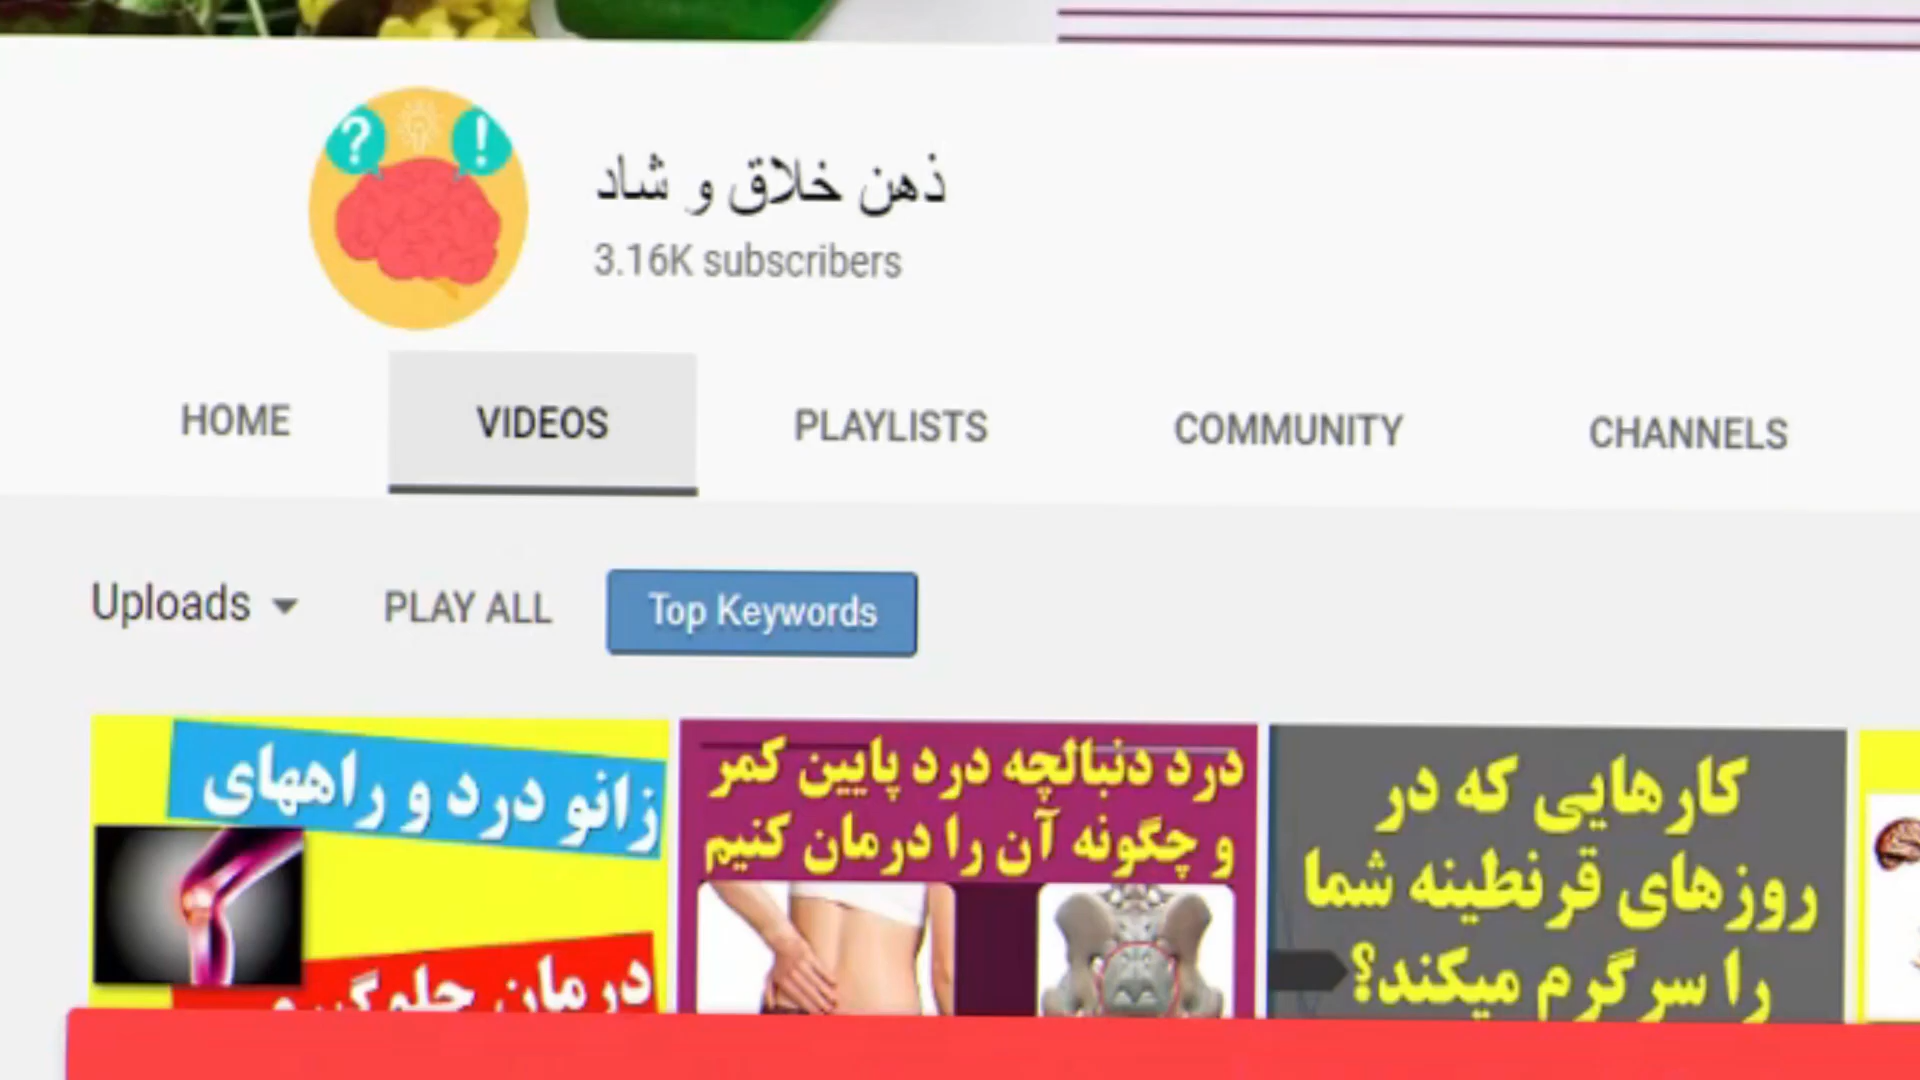 ? !
ذهن خلاق و شاد
3.16K subscribers
HOME VIDEOS PLAYLISTS COMMUNITY CHANNELS
Uploads PLAY ALL Top Keywords
زانو درد و راههای
درمان
درد دنبالچه درد پایین کمر
و چگونه آن را درمان کنیم
کارهایی که در
روزهای قرنطینه شما
را سرگرم میکند؟